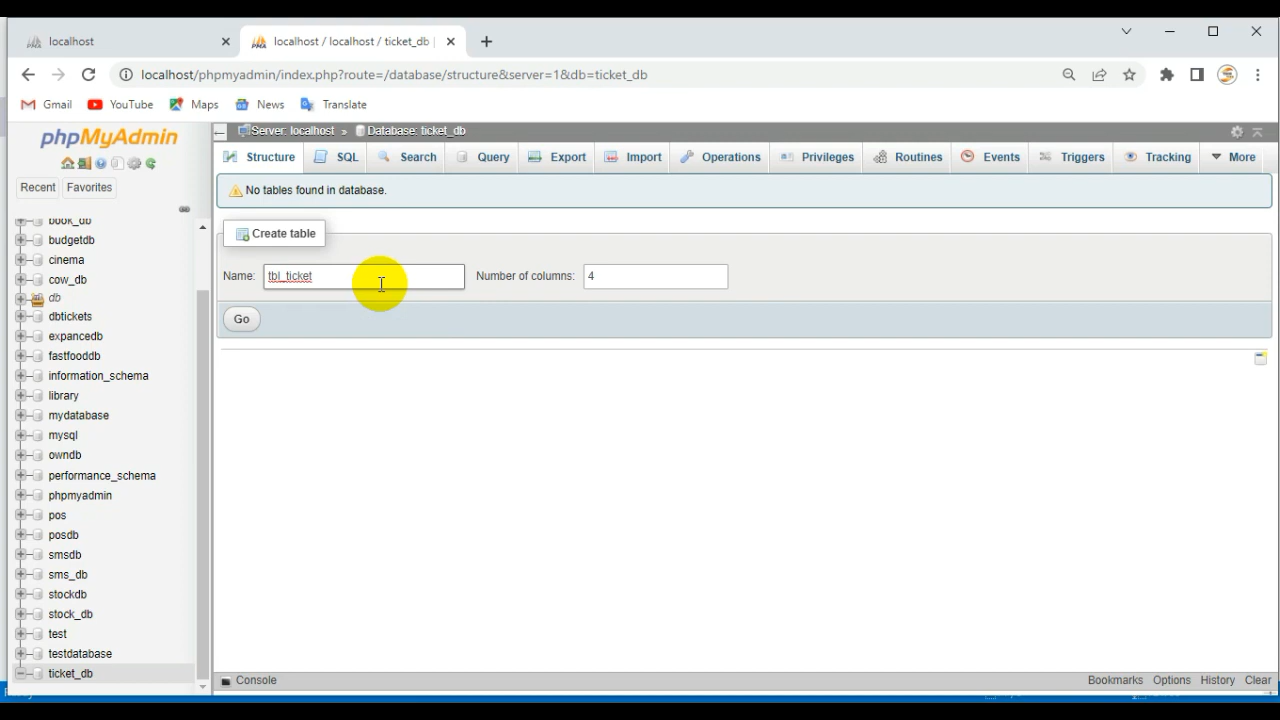 localhost
localhost / localhost / ticket_db |
localhost/phpmyadmin/index.php?route=/database/structure&server=1&db=ticket_db
Gmail YouTube Maps News Translate
phpMyAdmin
Recent Favorites
book_db
budgetdb
cinema
cow_db
db
dbtickets
expancedb
fastfooddb
information_schema
library
mydatabase
mysql
owndb
performance_schema
phpmyadmin
pos
posdb
smsdb
sms_db
stockdb
stock_db
test
testdatabase
ticket_db
Server: localhost » Database: ticket_db
Structure SQL Search Query Export Import Operations Privileges Routines Events Triggers Tracking More
No tables found in database.
Create table
Name: tbl_ticket Number of columns: 4
Go
Console Bookmarks Options History Clear